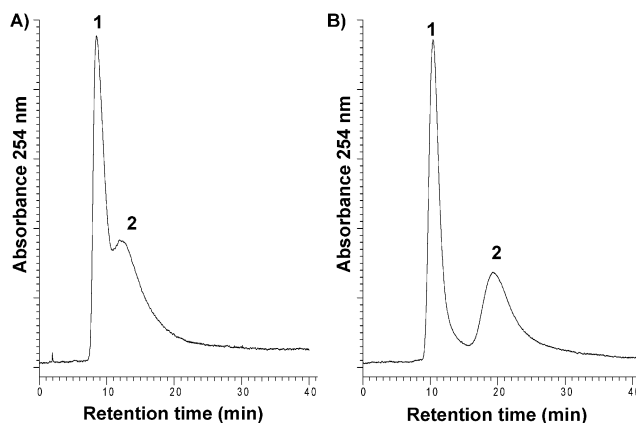 A)
1
2
Absorbance 254 nm
0 10 20 30 40
Retention time (min)
B)
1
2
Absorbance 254 nm
0 10 20 30 40
Retention time (min)